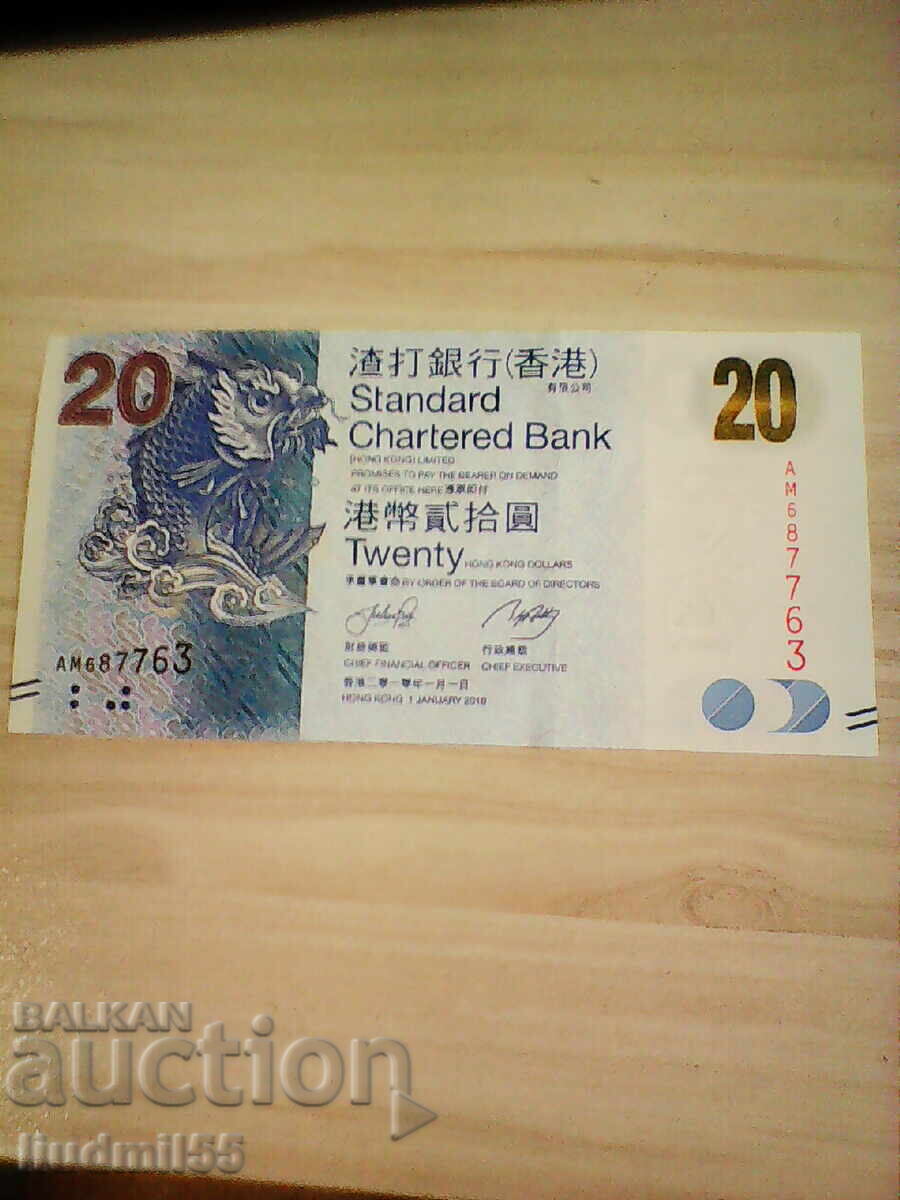 20
渣打銀行(香港)
有限公司
Standard
Chartered Bank
(HONG KONG) LIMITED
PROMISES TO PAY THE BEARER ON DEMAND
AT ITS OFFICE HERE 憑票即付
港幣貳拾圓
Twenty HONG KONG DOLLARS
承董事會命 BY ORDER OF THE BOARD OF DIRECTORS
財務總監
CHIEF FINANCIAL OFFICER
行政總裁
CHIEF EXECUTIVE
香港二零一零年一月一日
HONG KONG 1 JANUARY 2010
AM687763
20
AM687763
BALKAN
auction
ljudmil55